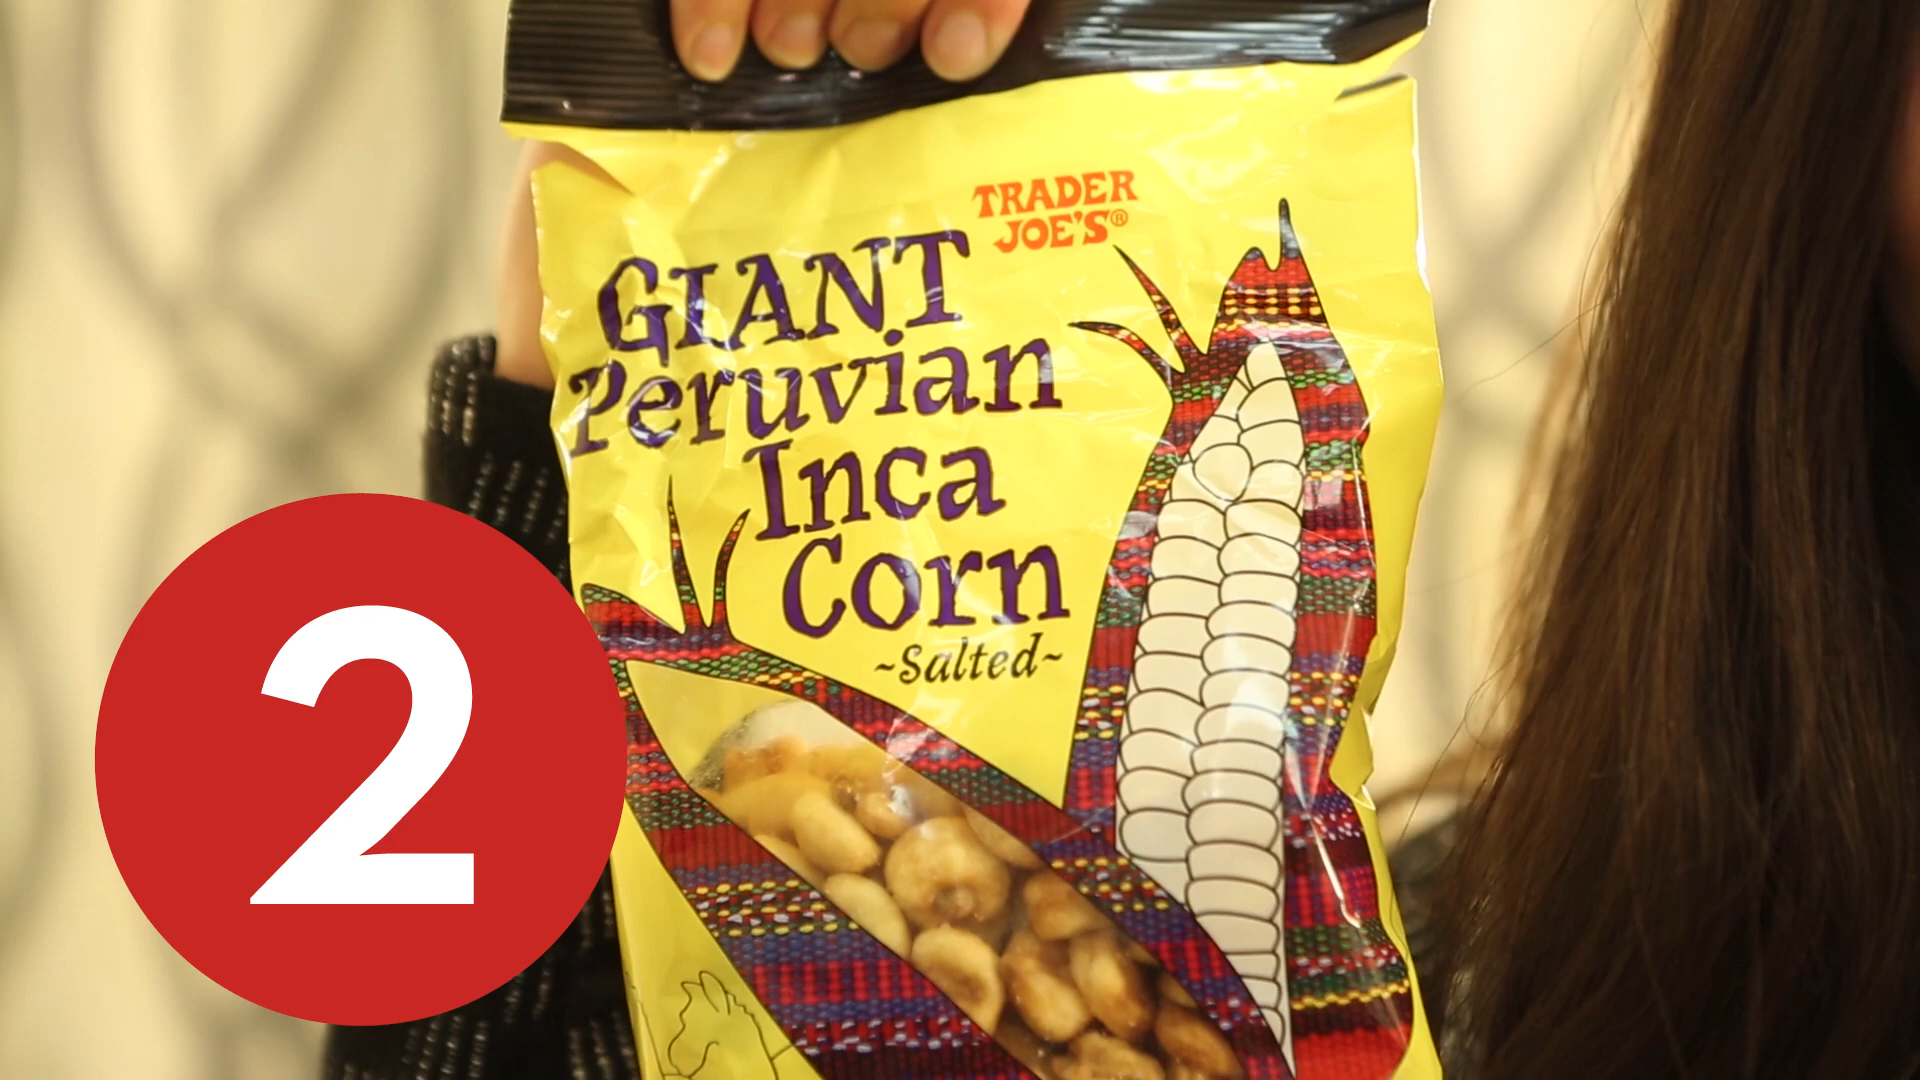 TRADER
JOE'S®
GIANT
Peruvian
Inca
Corn
~Salted~
2